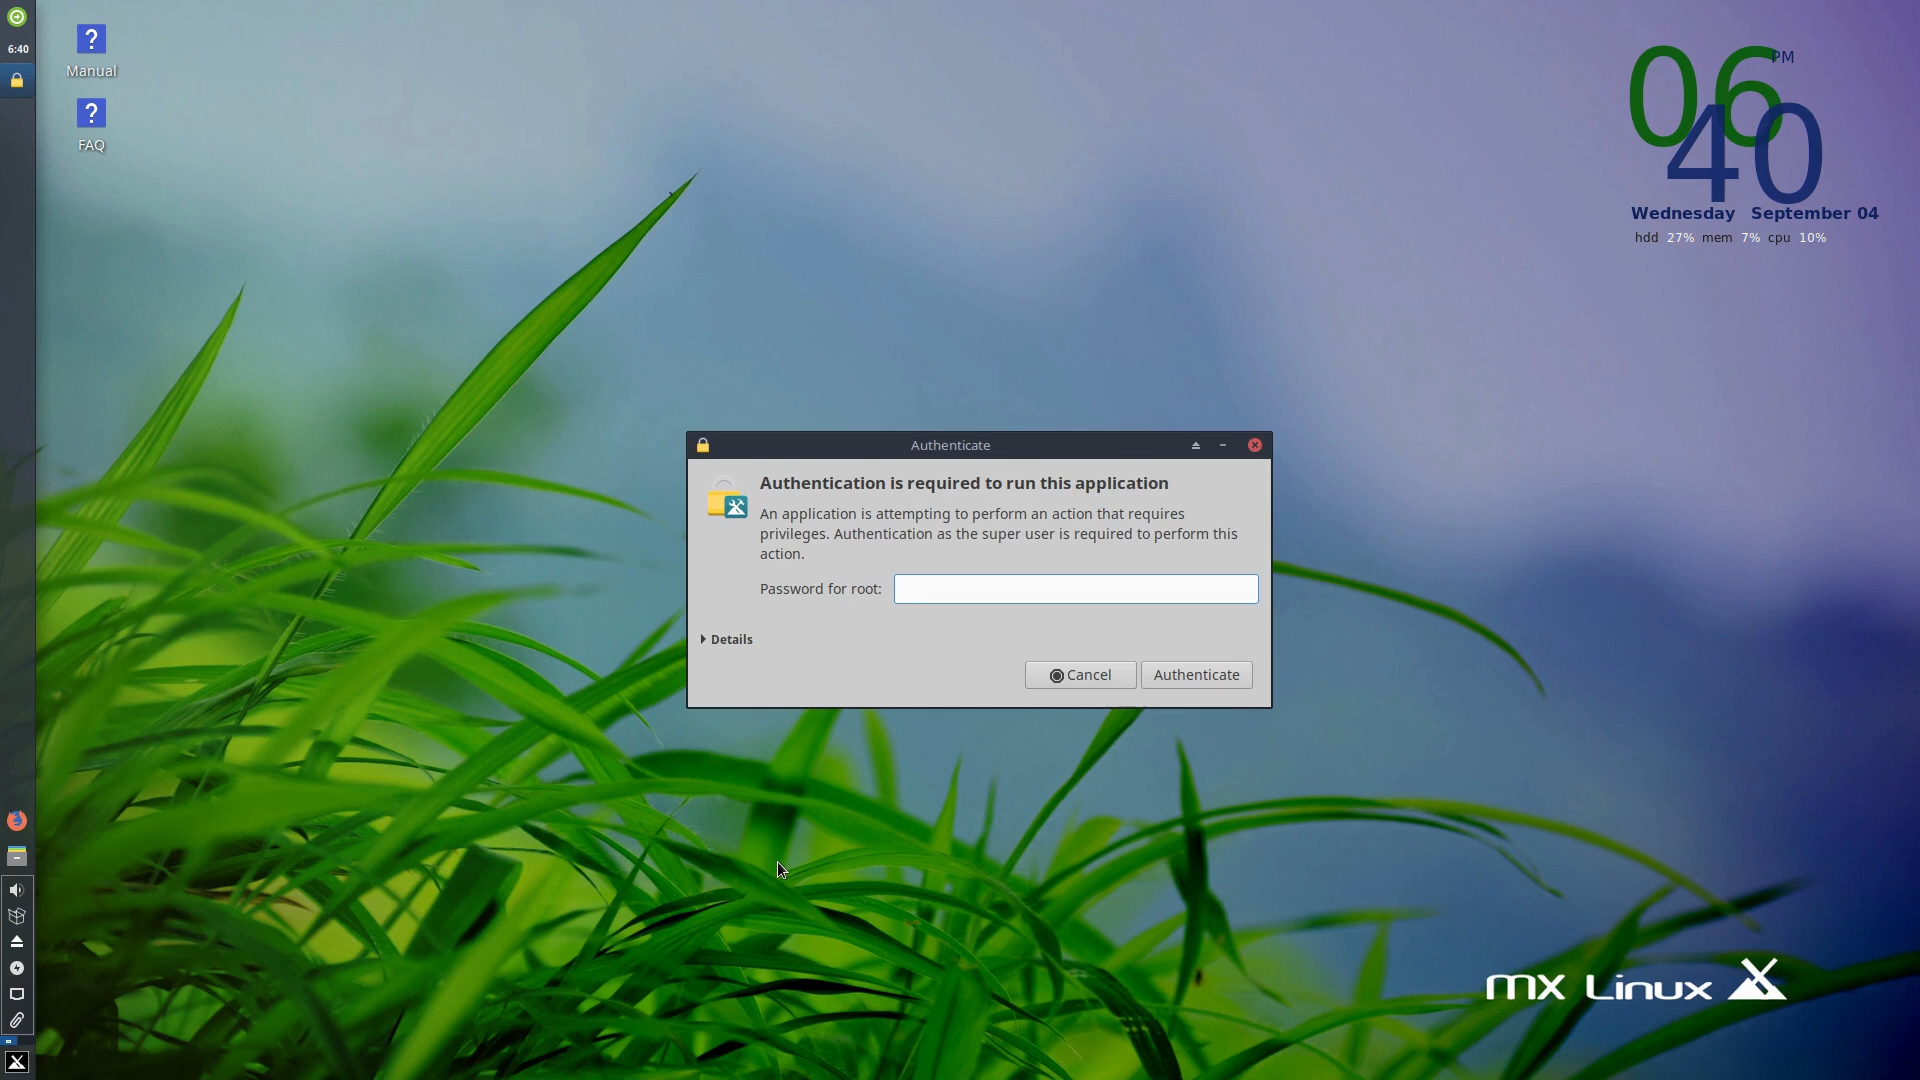 6:40
Manual
FAQ
06
PM
40
Wednesday September 04
hdd 27% mem 7% cpu 10%
Authenticate
Authentication is required to run this application
An application is attempting to perform an action that requires
privileges. Authentication as the super user is required to perform this
action.
Password for root:
Details
Cancel
Authenticate
mx Linux